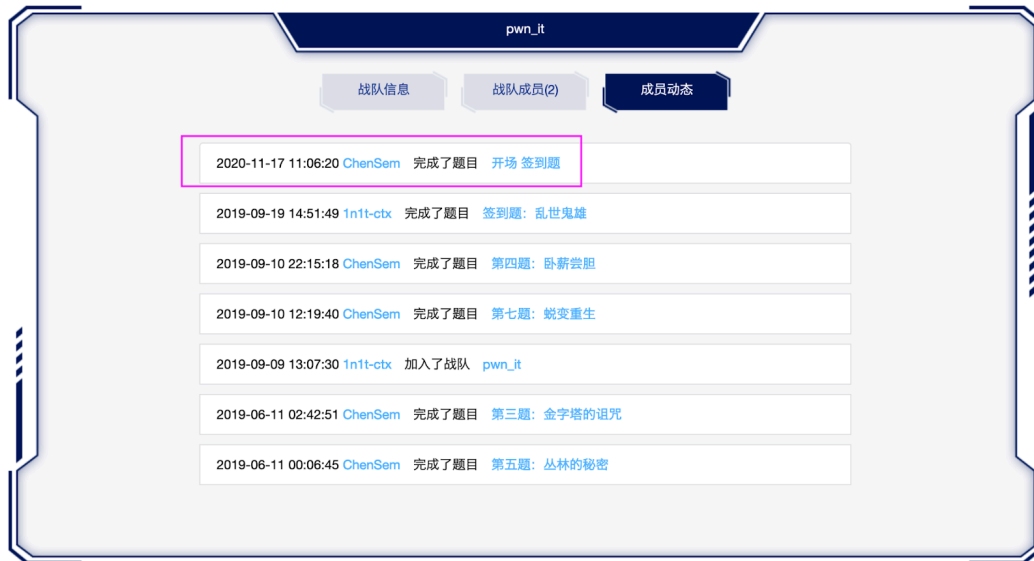 pwn_it
战队信息 战队成员(2) 成员动态
2020-11-17 11:06:20 ChenSem 完成了题目 开场 签到题
2019-09-19 14:51:49 1n1t-ctx 完成了题目 签到题：乱世鬼雄
2019-09-10 22:15:18 ChenSem 完成了题目 第四题：卧薪尝胆
2019-09-10 12:19:40 ChenSem 完成了题目 第七题：蜕变重生
2019-09-09 13:07:30 1n1t-ctx 加入了战队 pwn_it
2019-06-11 02:42:51 ChenSem 完成了题目 第三题：金字塔的诅咒
2019-06-11 00:06:45 ChenSem 完成了题目 第五题：丛林的秘密